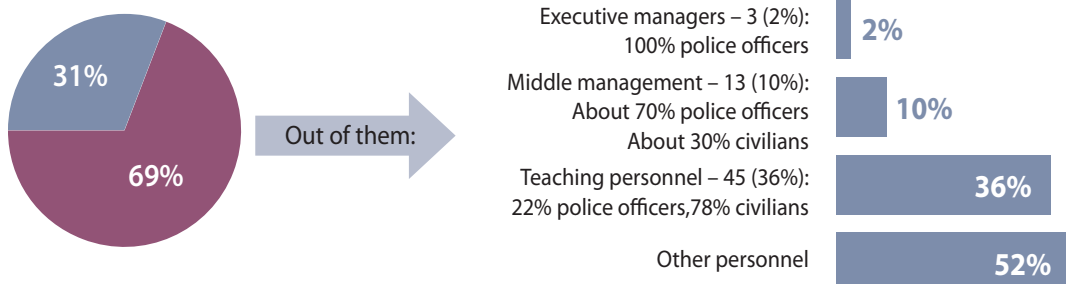 31%
69%
Out of them:
Executive managers – 3 (2%):
100% police officers
2%
Middle management – 13 (10%):
About 70% police officers
About 30% civilians
10%
Teaching personnel – 45 (36%):
22% police officers,78% civilians
36%
Other personnel
52%